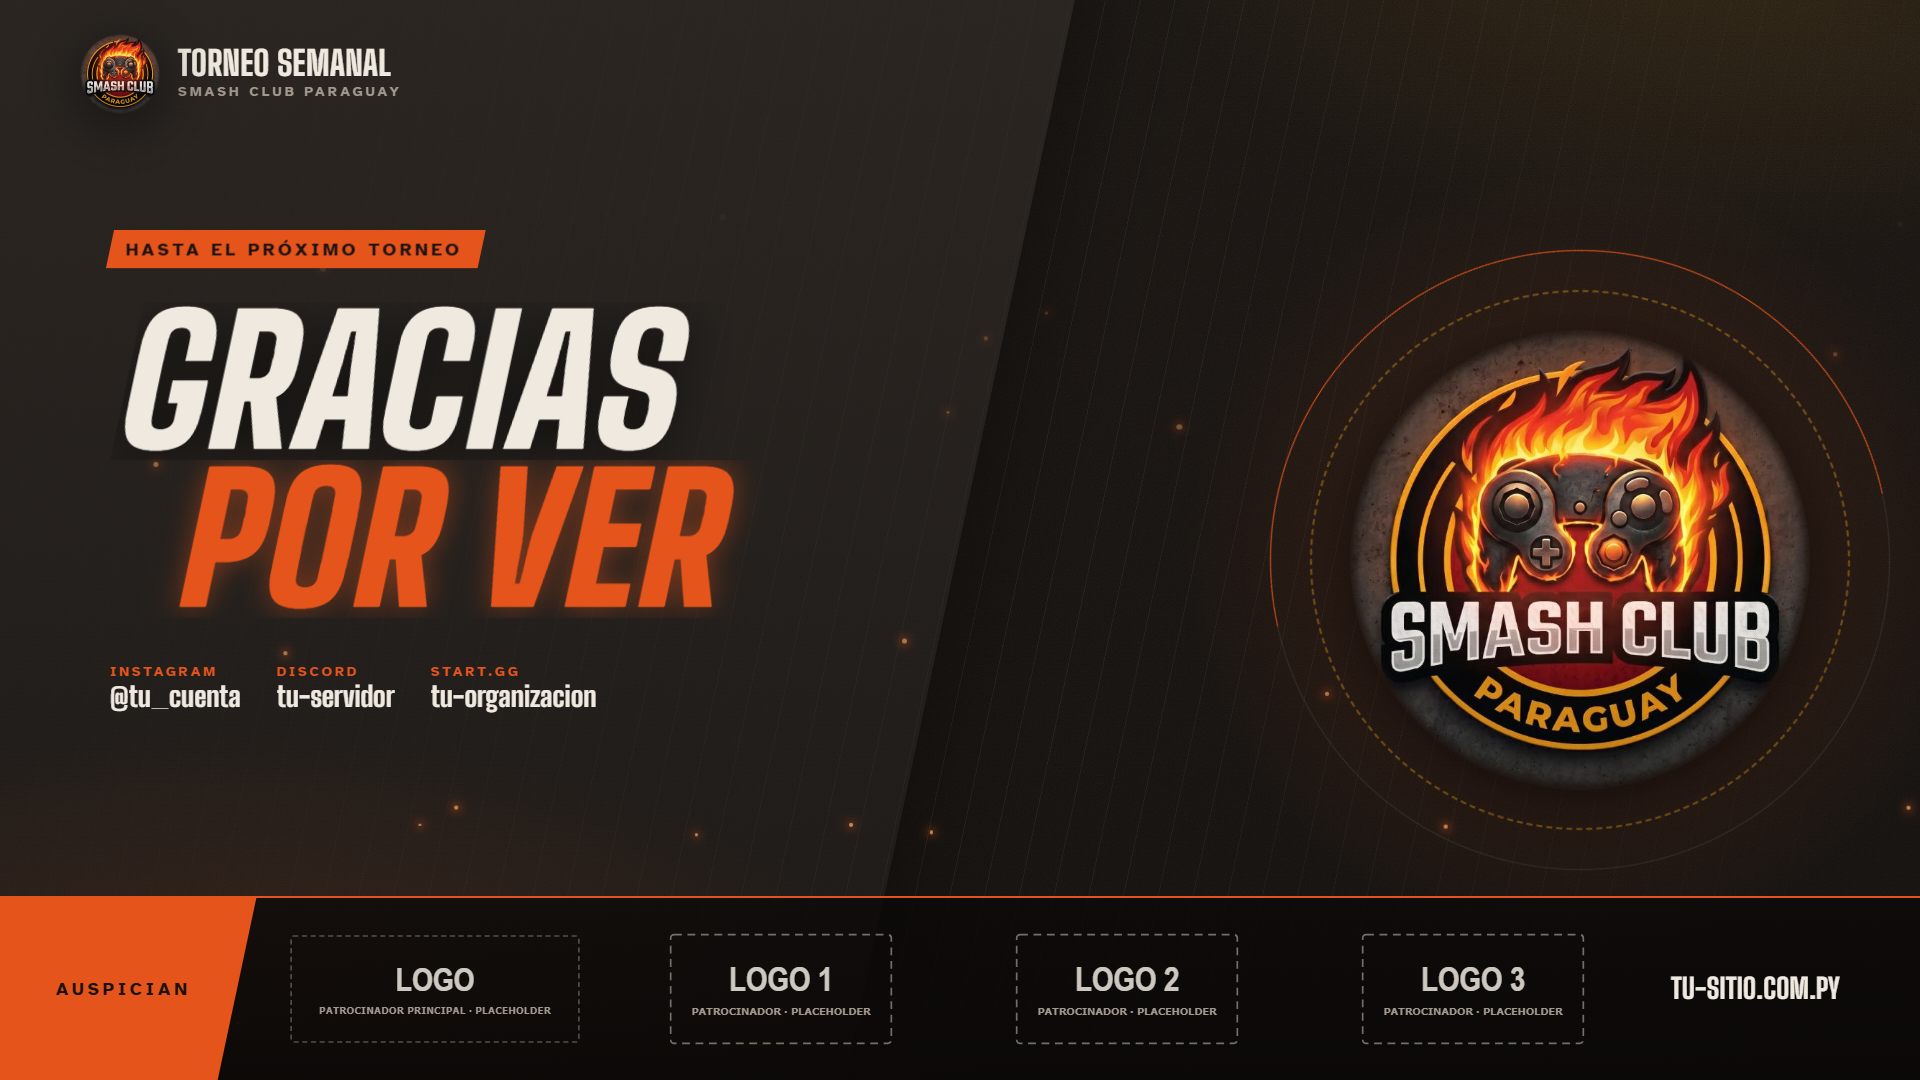 SMASH CLUB
PARAGUAY
TORNEO SEMANAL
SMASH CLUB PARAGUAY
HASTA EL PRÓXIMO TORNEO
GRACIAS
POR VER
INSTAGRAM
@tu_cuenta
DISCORD
tu-servidor
START.GG
tu-organizacion
SMASH CLUB
PARAGUAY
AUSPICIAN
LOGO
PATROCINADOR PRINCIPAL · PLACEHOLDER
LOGO 1
PATROCINADOR · PLACEHOLDER
LOGO 2
PATROCINADOR · PLACEHOLDER
LOGO 3
PATROCINADOR · PLACEHOLDER
TU-SITIO.COM.PY